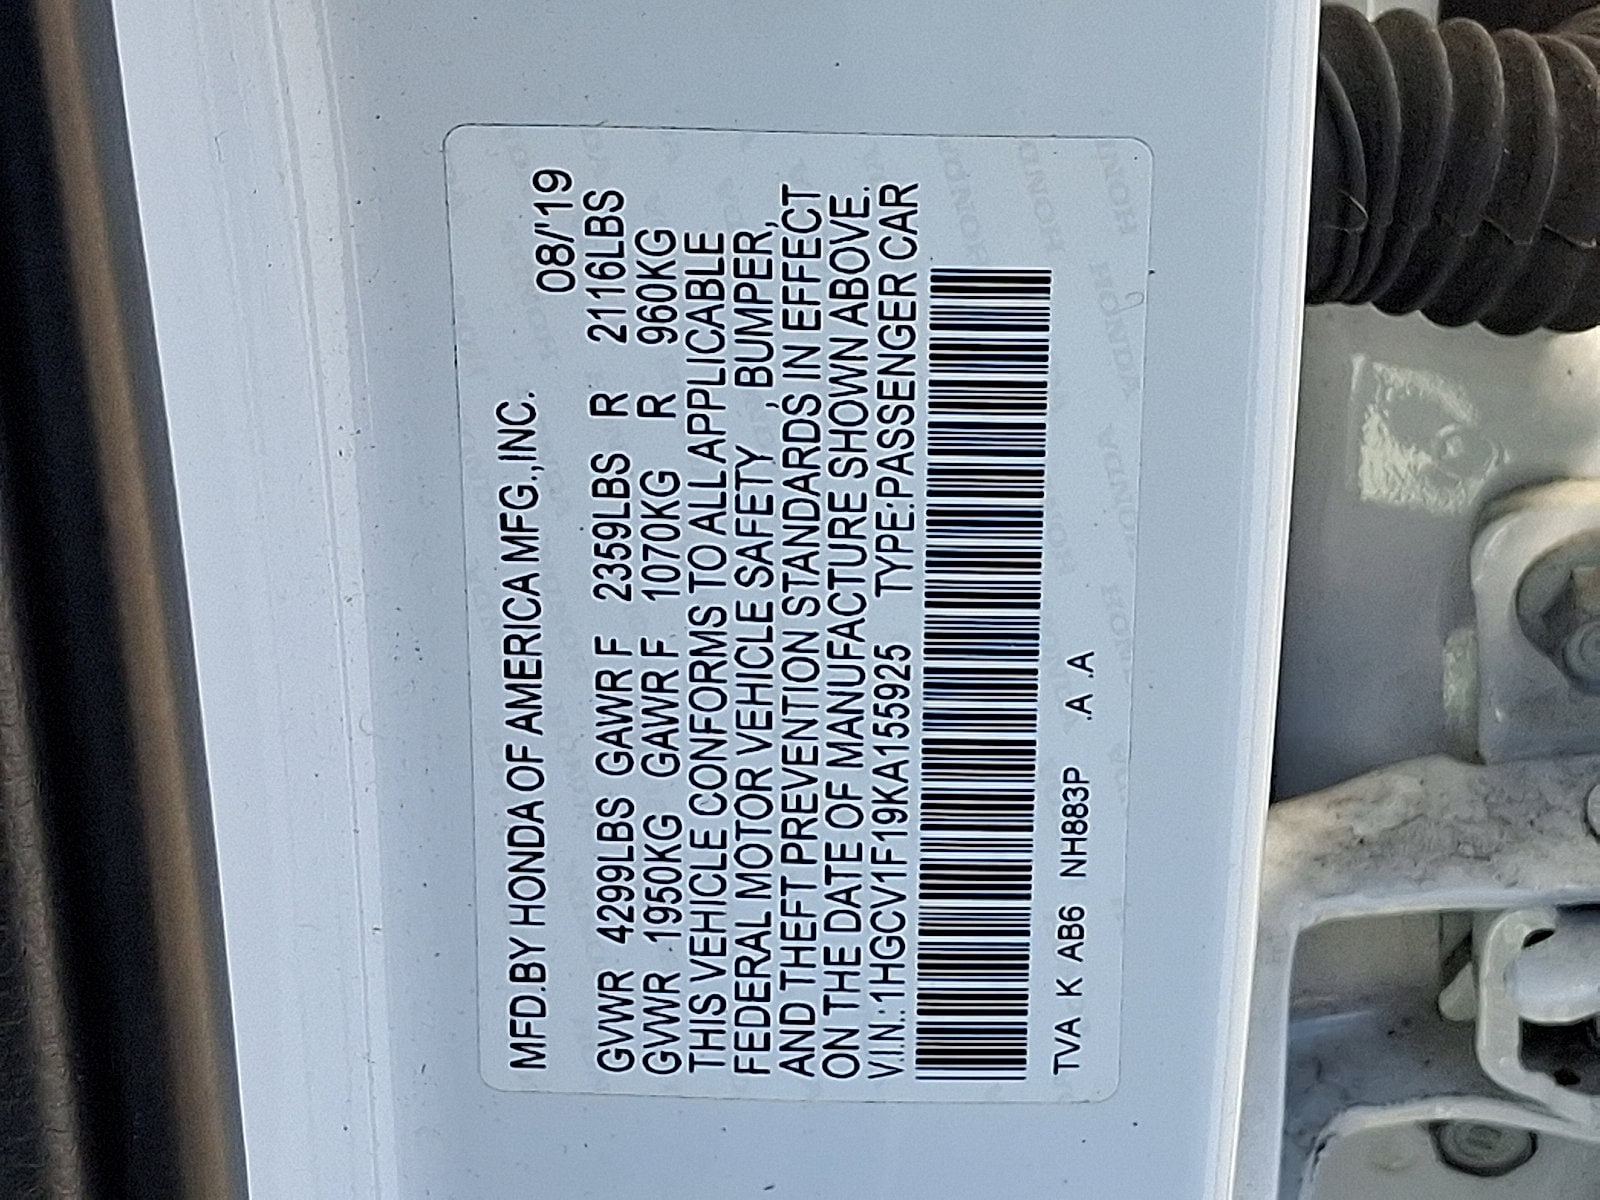 MFD.BY HONDA OF AMERICA MFG.,INC. 08/'19
GVWR 4299LBS GAWR F 2359LBS R 2116LBS
GVWR 1950KG GAWR F 1070KG R 960KG
THIS VEHICLE CONFORMS TO ALL APPLICABLE
FEDERAL MOTOR VEHICLE SAFETY, BUMPER,
AND THEFT PREVENTION STANDARDS IN EFFECT
ON THE DATE OF MANUFACTURE SHOWN ABOVE.
V.I.N.:1HGCV1F19KA155925 TYPE:PASSENGER CAR
TVA K AB6 NH883P .A .A